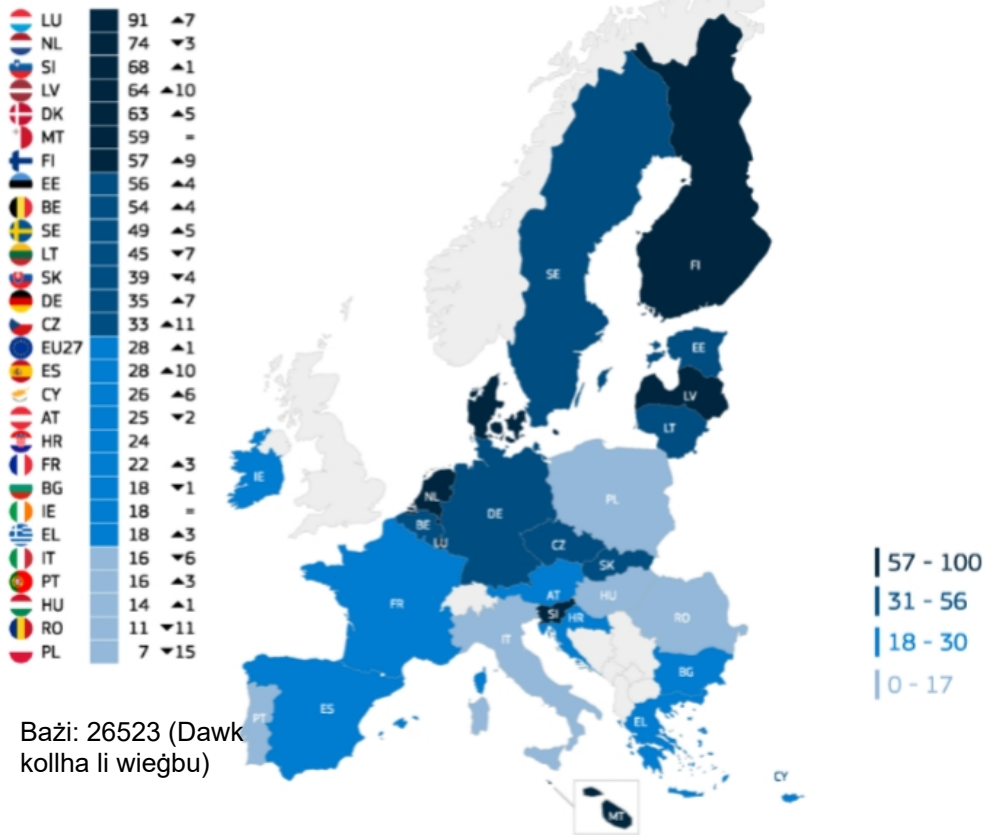 LU 91 ▲7
NL 74 ▼3
SI 68 ▲1
LV 64 ▲10
DK 63 ▲5
MT 59 =
FI 57 ▲9
EE 56 ▲4
BE 54 ▲4
SE 49 ▲5
LT 45 ▼7
SK 39 ▼4
DE 35 ▲7
CZ 33 ▲11
EU27 28 ▲1
ES 28 ▲10
CY 26 ▲6
AT 25 ▼2
HR 24
FR 22 ▲3
BG 18 ▼1
IE 18 =
EL 18 ▲3
IT 16 ▼6
PT 16 ▲3
HU 14 ▲1
RO 11 ▼11
PL 7 ▼15
Bażi: 26523 (Dawk
kollha li wieġbu)
SE
FI
EE
LV
LT
IE
NL
BE
LU
DE
PL
CZ
SK
FR
AT
HU
SI
HR
RO
IT
BG
PT
ES
EL
CY
MT
57 - 100
31 - 56
18 - 30
0 - 17